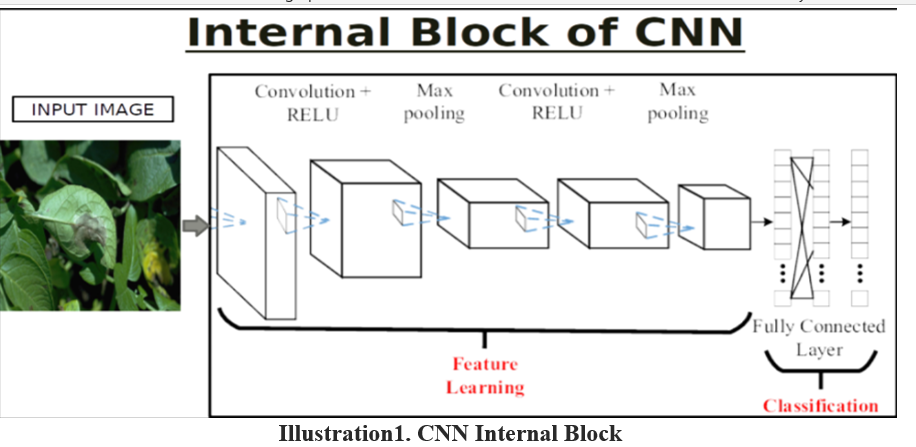 Internal Block of CNN
INPUT IMAGE
Convolution +
RELU
Max
pooling
Convolution +
RELU
Max
pooling
Fully Connected
Layer
Feature
Learning
Classification
Illustration1. CNN Internal Block